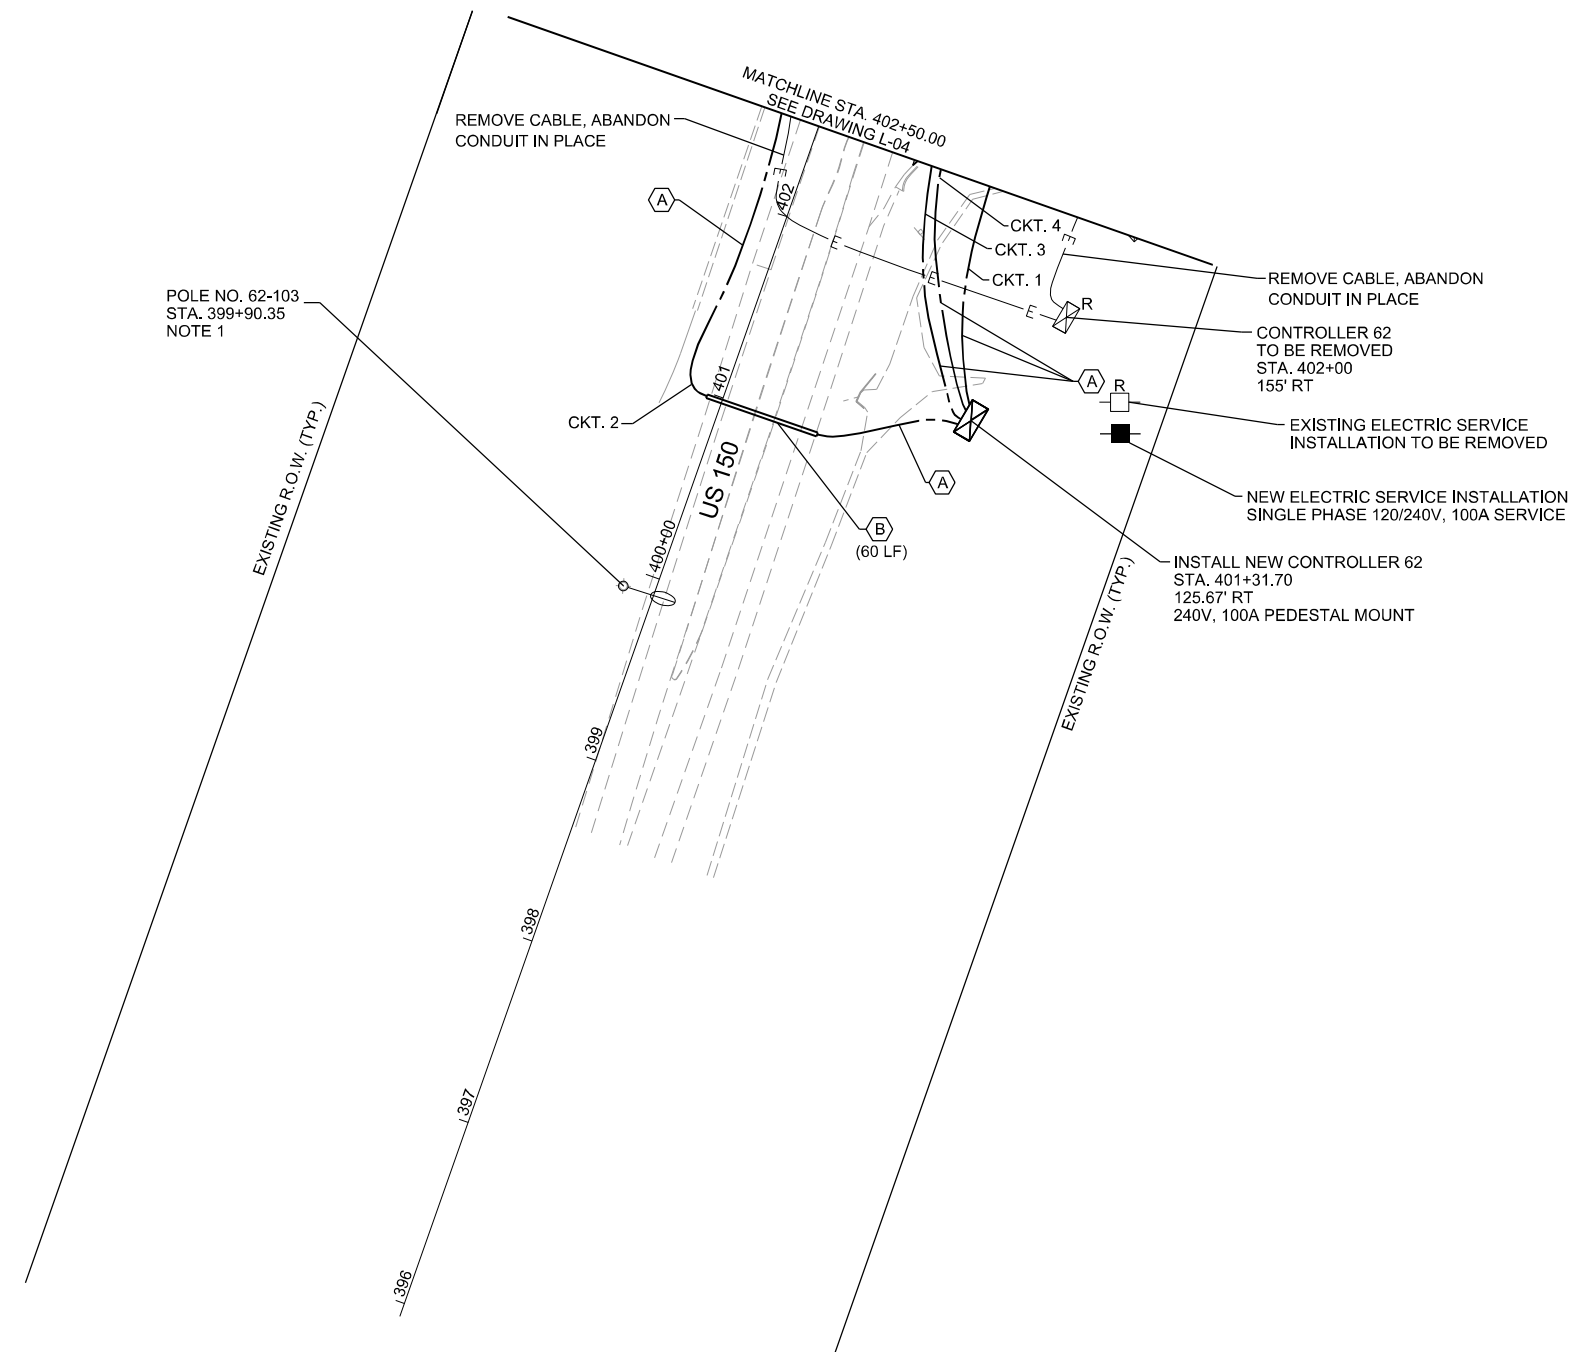 MATCHLINE STA. 402+50.00
SEE DRAWING L-04
REMOVE CABLE, ABANDON
CONDUIT IN PLACE
A
E
402
E
E
E
E
CKT. 4
CKT. 3
CKT. 1
REMOVE CABLE, ABANDON
CONDUIT IN PLACE
R
CONTROLLER 62
TO BE REMOVED
STA. 402+00
155' RT
POLE NO. 62-103
STA. 399+90.35
NOTE 1
401
A
R
CKT. 2
EXISTING ELECTRIC SERVICE
INSTALLATION TO BE REMOVED
US 150
A
NEW ELECTRIC SERVICE INSTALLATION
SINGLE PHASE 120/240V, 100A SERVICE
EXISTING R.O.W. (TYP.)
B
(60 LF)
400+00
INSTALL NEW CONTROLLER 62
STA. 401+31.70
125.67' RT
240V, 100A PEDESTAL MOUNT
EXISTING R.O.W. (TYP.)
399
398
397
396